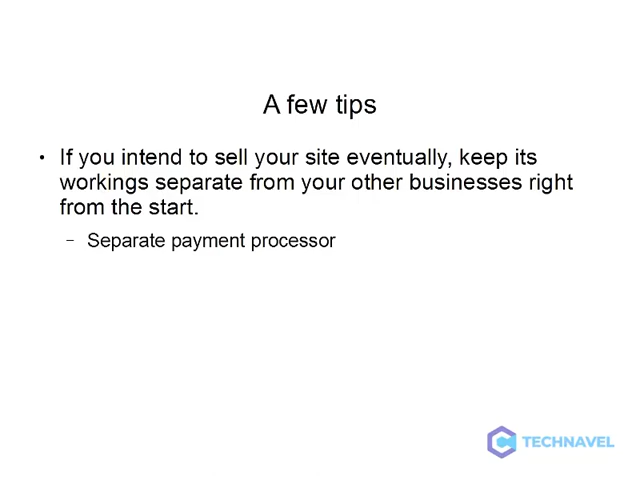 A few tips
• If you intend to sell your site eventually, keep its
workings separate from your other businesses right
from the start.
– Separate payment processor
TECHNAVEL